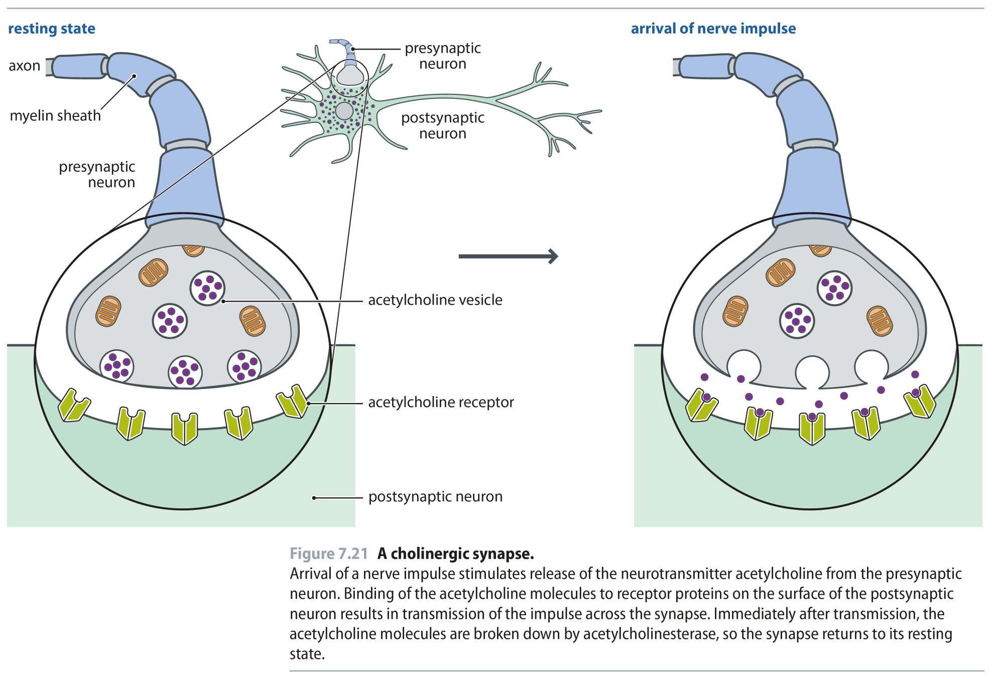 resting state
arrival of nerve impulse
axon
myelin sheath
presynaptic
neuron
presynaptic
neuron
postsynaptic
neuron
acetylcholine vesicle
acetylcholine receptor
postsynaptic neuron
Figure 7.21 A cholinergic synapse.
Arrival of a nerve impulse stimulates release of the neurotransmitter acetylcholine from the presynaptic
neuron. Binding of the acetylcholine molecules to receptor proteins on the surface of the postsynaptic
neuron results in transmission of the impulse across the synapse. Immediately after transmission, the
acetylcholine molecules are broken down by acetylcholinesterase, so the synapse returns to its resting
state.